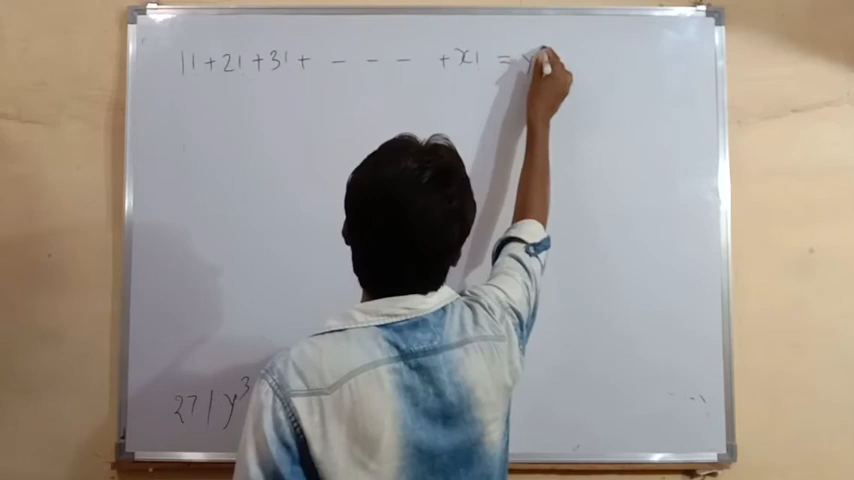 1! + 2! + 3! + - - - + x! = y
27 | y³